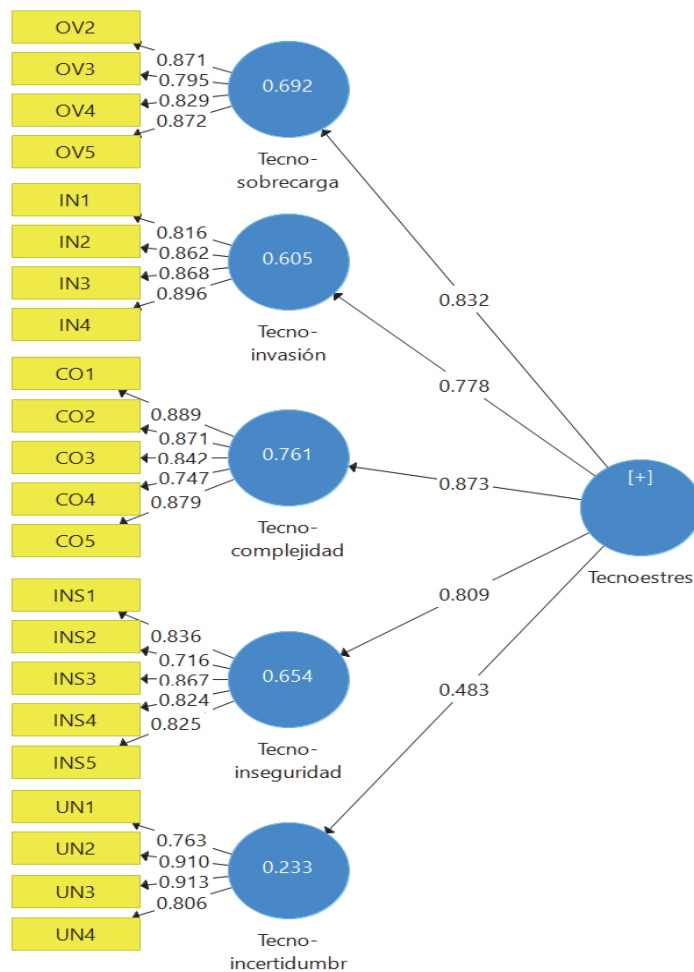 OV2
OV3
OV4
OV5
0.871
0.795
0.829
0.872
0.692
Tecno-
sobrecarga
IN1
IN2
IN3
IN4
0.816
0.862
0.868
0.896
0.605
Tecno-
invasión
CO1
CO2
CO3
CO4
CO5
0.889
0.871
0.842
0.747
0.879
0.761
Tecno-
complejidad
INS1
INS2
INS3
INS4
INS5
0.836
0.716
0.867
0.824
0.825
0.654
Tecno-
inseguridad
UN1
UN2
UN3
UN4
0.763
0.910
0.913
0.806
0.233
Tecno-
incertidumbr
0.832
0.778
0.873
0.809
0.483
[+]
Tecnoestres